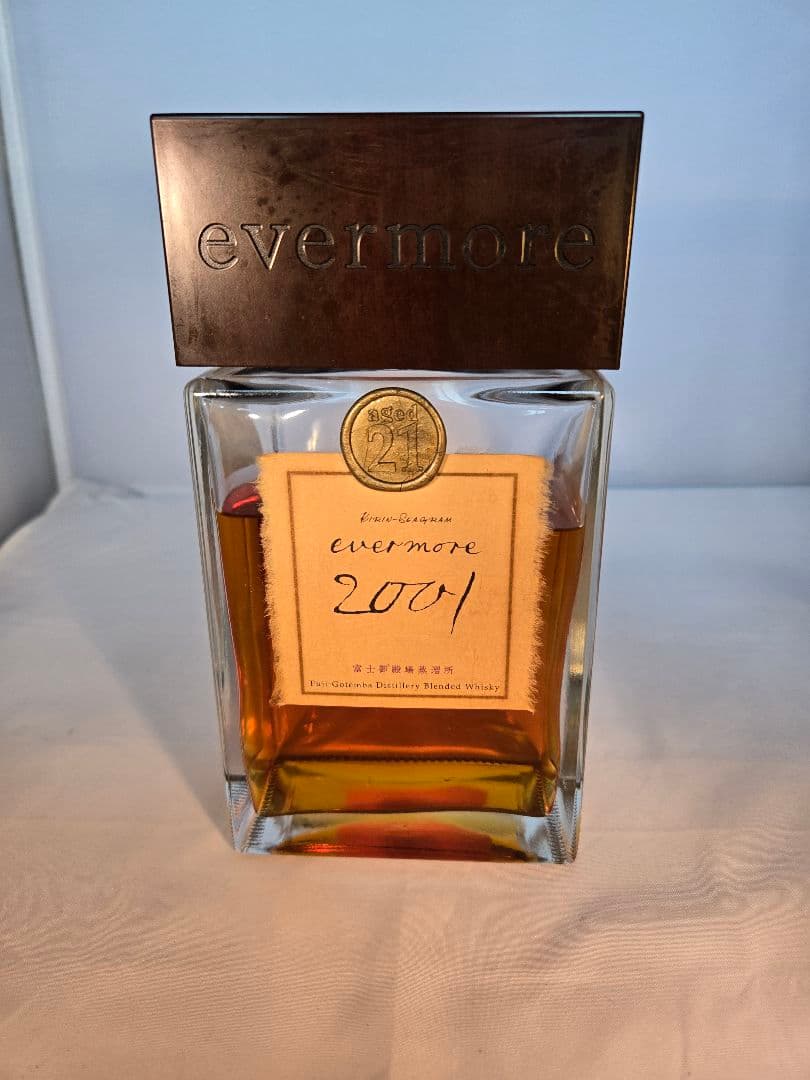 evermore
aged
21
KIRIN-SEAGRAM
evermore
2001
富士御殿場蒸溜所
Fuji-Gotemba Distillery Blended Whisky